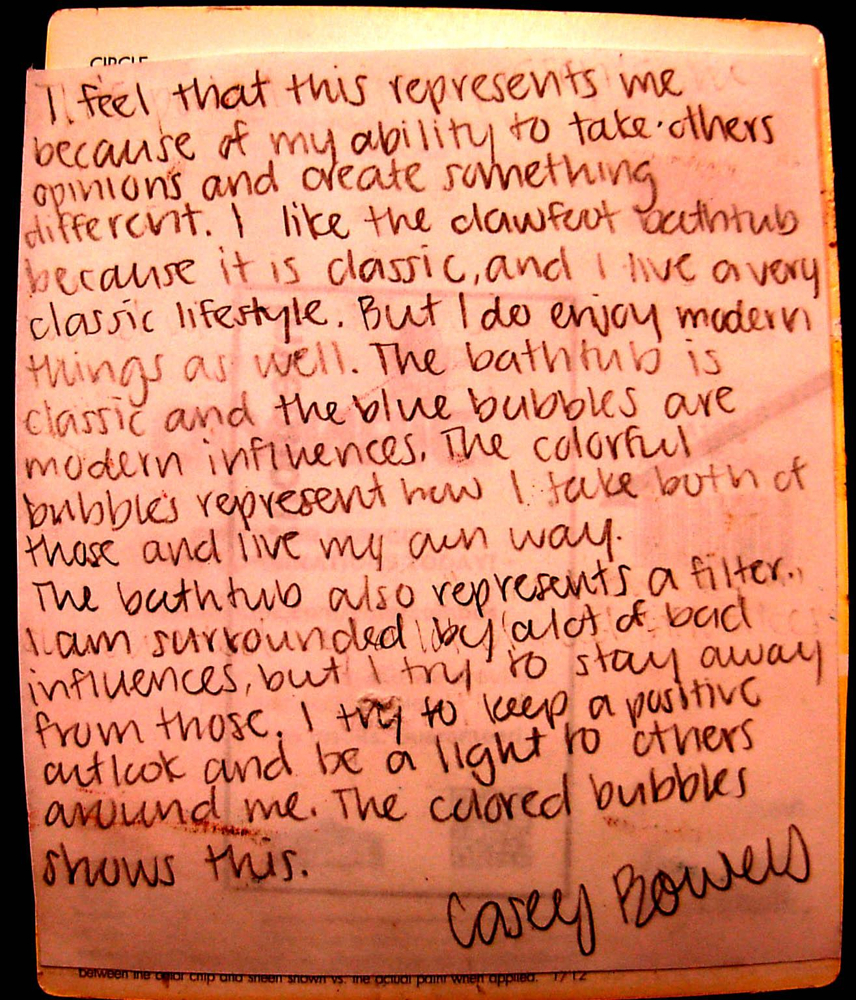 CIRCLE
I feel that this represents me
because of my ability to take others
opinions and create something
different. I like the clawfoot bathtub
because it is classic, and I live a very
classic lifestyle. But I do enjoy modern
things as well. The bathtub is
classic and the blue bubbles are
modern influences. The colorful
bubbles represent how I take both of
those and live my own way.
The bathtub also represents a filter.
I am surrounded by alot of bad
influences, but I try to stay away
from those. I try to keep a positive
outlook and be a light to others
around me. The colored bubbles
shows this.
Casey Bowers
between the color chip and sheen shown vs. the actual paint when applied. 1/12